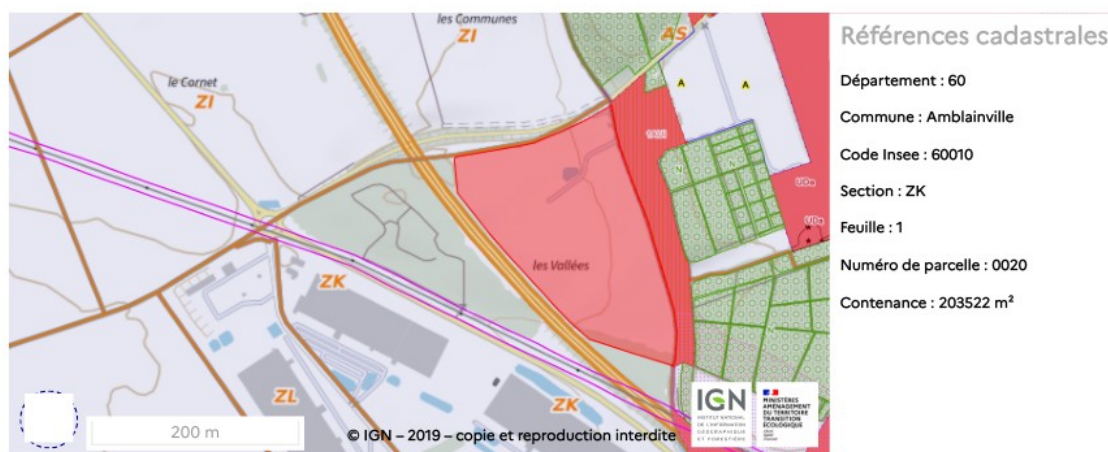 les Communes
ZI
AS
le Cornet
ZI
A
A
1AUi
N
N
UDa
UDa
les Vallées
ZK
ZL
ZK
200 m
© IGN – 2019 – copie et reproduction interdite
IGN
INSTITUT NATIONAL
DE L'INFORMATION
GÉOGRAPHIQUE
ET FORESTIÈRE
MINISTÈRES
AMÉNAGEMENT
DU TERRITOIRE
TRANSITION
ÉCOLOGIQUE
Références cadastrales
Département : 60
Commune : Amblainville
Code Insee : 60010
Section : ZK
Feuille : 1
Numéro de parcelle : 0020
Contenance : 203522 m²